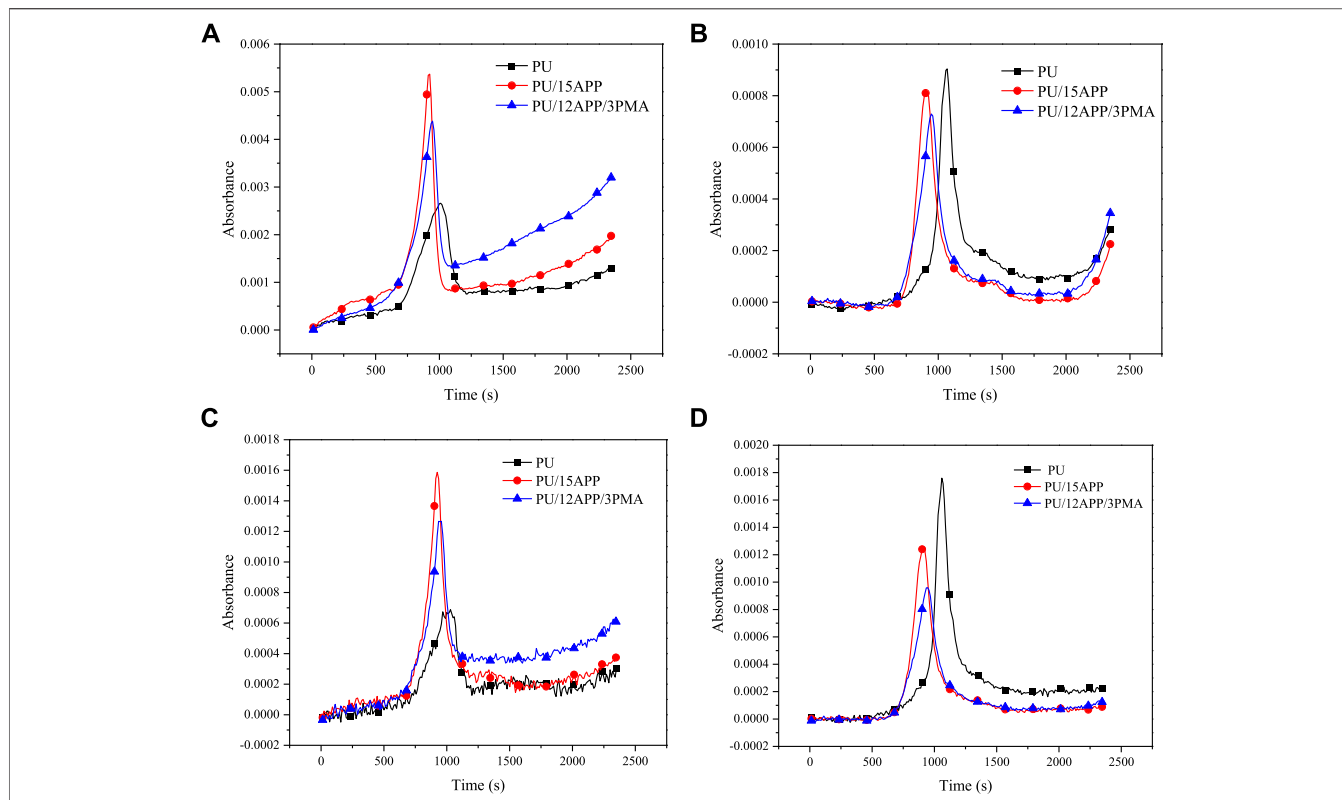 A
0.006
0.005
0.004
0.003
0.002
0.001
0.000
Absorbance
PU
PU/15APP
PU/12APP/3PMA
0 500 1000 1500 2000 2500
Time (s)
B
0.0010
0.0008
0.0006
0.0004
0.0002
0.0000
-0.0002
Absorbance
PU
PU/15APP
PU/12APP/3PMA
0 500 1000 1500 2000 2500
Time (s)
C
0.0018
0.0016
0.0014
0.0012
0.0010
0.0008
0.0006
0.0004
0.0002
0.0000
-0.0002
Absorbance
PU
PU/15APP
PU/12APP/3PMA
0 500 1000 1500 2000 2500
Time (s)
D
0.0020
0.0018
0.0016
0.0014
0.0012
0.0010
0.0008
0.0006
0.0004
0.0002
0.0000
-0.0002
Absorbance
PU
PU/15APP
PU/12APP/3PMA
0 500 1000 1500 2000 2500
Time (s)